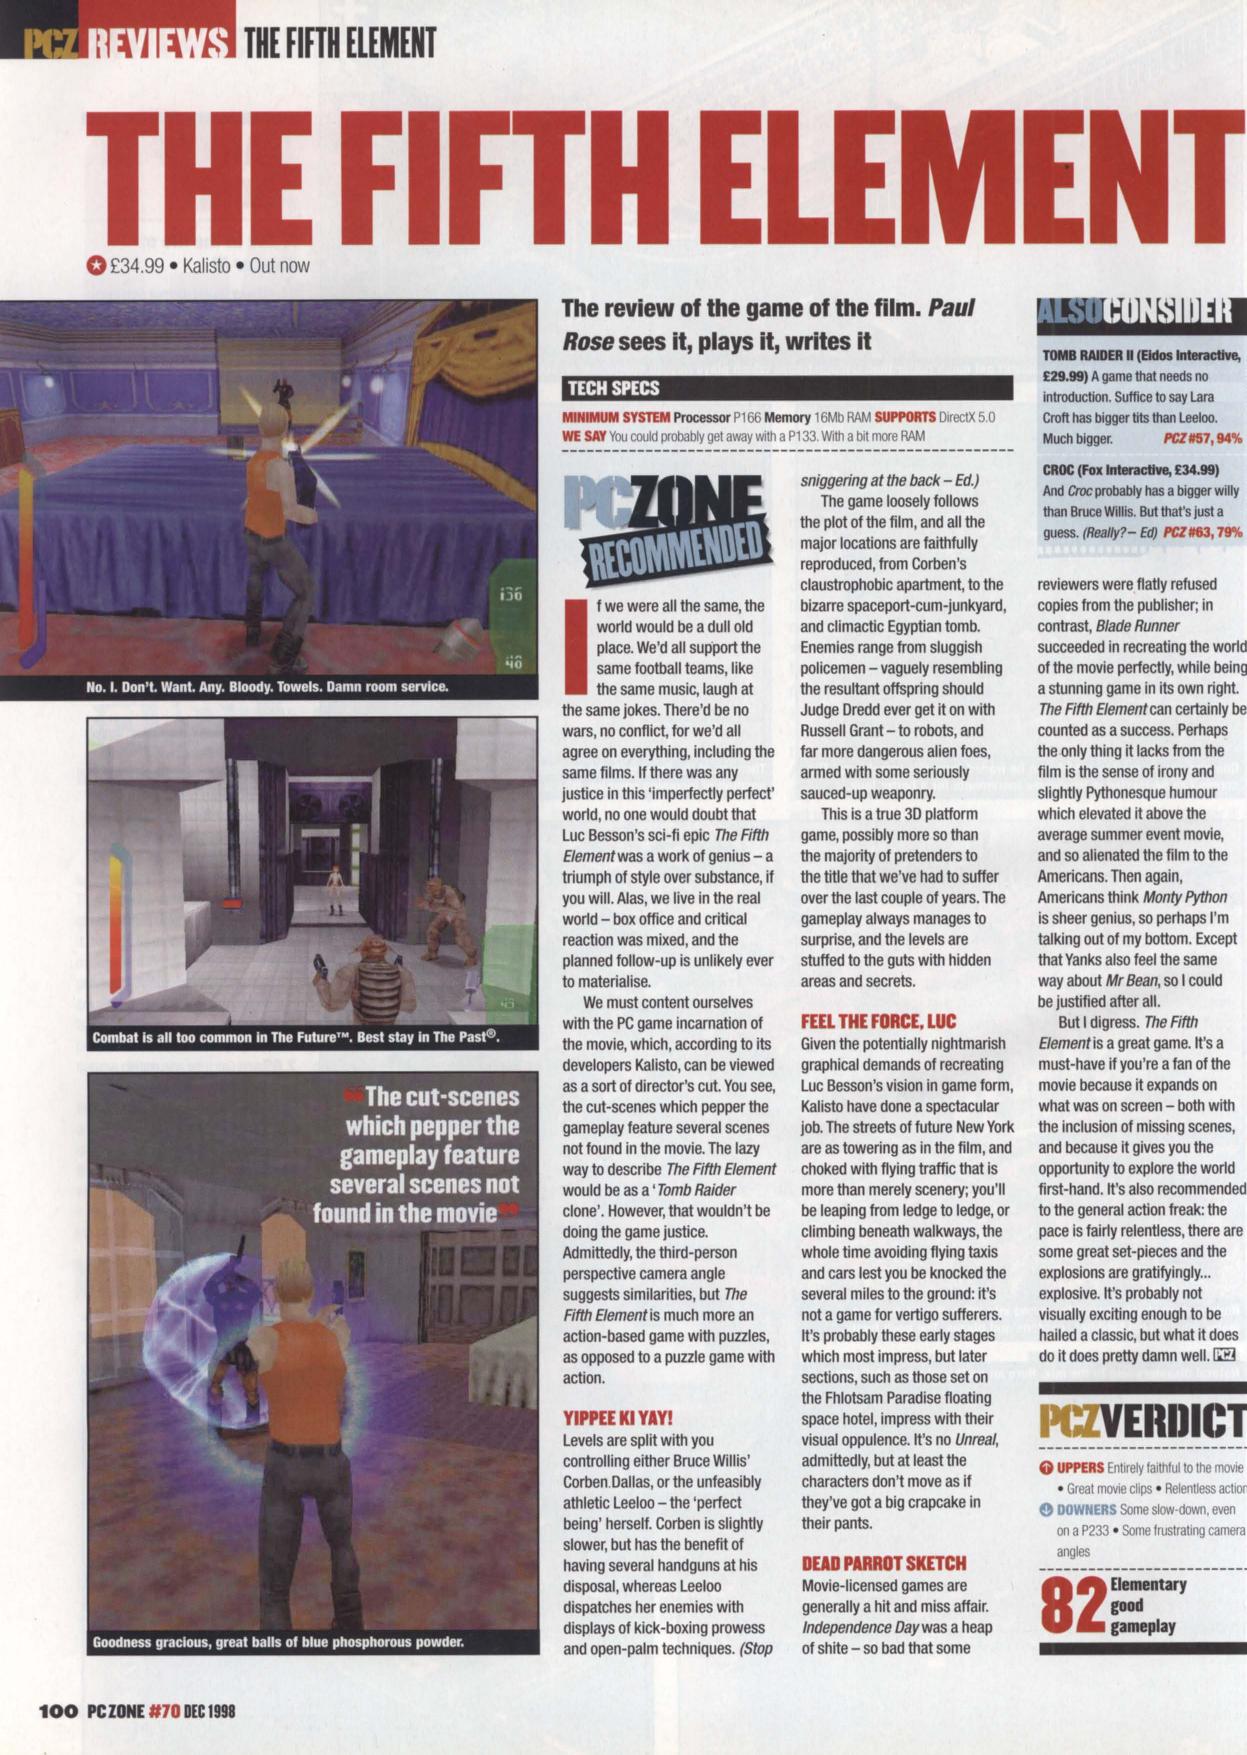 PCZ REVIEWS THE FIFTH ELEMENT
THE FIFTH ELEMENT
£34.99 • Kalisto • Out now
136
40
No. I. Don't. Want. Any. Bloody. Towels. Damn room service.
Combat is all too common in The Future™. Best stay in The Past®.
“The cut-scenes
which pepper the
gameplay feature
several scenes not
found in the movie”
Goodness gracious, great balls of blue phosphorous powder.
The review of the game of the film. Paul
Rose sees it, plays it, writes it
TECH SPECS
MINIMUM SYSTEM Processor P166 Memory 16Mb RAM SUPPORTS DirectX 5.0
WE SAY You could probably get away with a P133. With a bit more RAM
PCZONE
RECOMMENDED
If we were all the same, the
world would be a dull old
place. We'd all support the
same football teams, like
the same music, laugh at
the same jokes. There'd be no
wars, no conflict, for we'd all
agree on everything, including the
same films. If there was any
justice in this 'imperfectly perfect'
world, no one would doubt that
Luc Besson's sci-fi epic The Fifth
Element was a work of genius – a
triumph of style over substance, if
you will. Alas, we live in the real
world – box office and critical
reaction was mixed, and the
planned follow-up is unlikely ever
to materialise.
We must content ourselves
with the PC game incarnation of
the movie, which, according to its
developers Kalisto, can be viewed
as a sort of director's cut. You see,
the cut-scenes which pepper the
gameplay feature several scenes
not found in the movie. The lazy
way to describe The Fifth Element
would be as a 'Tomb Raider
clone'. However, that wouldn't be
doing the game justice.
Admittedly, the third-person
perspective camera angle
suggests similarities, but The
Fifth Element is much more an
action-based game with puzzles,
as opposed to a puzzle game with
action.
YIPPEE KI YAY!
Levels are split with you
controlling either Bruce Willis'
Corben Dallas, or the unfeasibly
athletic Leeloo – the 'perfect
being' herself. Corben is slightly
slower, but has the benefit of
having several handguns at his
disposal, whereas Leeloo
dispatches her enemies with
displays of kick-boxing prowess
and open-palm techniques. (Stop
sniggering at the back – Ed.)
The game loosely follows
the plot of the film, and all the
major locations are faithfully
reproduced, from Corben's
claustrophobic apartment, to the
bizarre spaceport-cum-junkyard,
and climactic Egyptian tomb.
Enemies range from sluggish
policemen – vaguely resembling
the resultant offspring should
Judge Dredd ever get it on with
Russell Grant – to robots, and
far more dangerous alien foes,
armed with some seriously
sauced-up weaponry.
This is a true 3D platform
game, possibly more so than
the majority of pretenders to
the title that we've had to suffer
over the last couple of years. The
gameplay always manages to
surprise, and the levels are
stuffed to the guts with hidden
areas and secrets.
FEEL THE FORCE, LUC
Given the potentially nightmarish
graphical demands of recreating
Luc Besson's vision in game form,
Kalisto have done a spectacular
job. The streets of future New York
are as towering as in the film, and
choked with flying traffic that is
more than merely scenery; you'll
be leaping from ledge to ledge, or
climbing beneath walkways, the
whole time avoiding flying taxis
and cars lest you be knocked the
several miles to the ground: it's
not a game for vertigo sufferers.
It's probably these early stages
which most impress, but later
sections, such as those set on
the Fhlotsam Paradise floating
space hotel, impress with their
visual oppulence. It's no Unreal,
admittedly, but at least the
characters don't move as if
they've got a big crapcake in
their pants.
DEAD PARROT SKETCH
Movie-licensed games are
generally a hit and miss affair.
Independence Day was a heap
of shite – so bad that some
ALSO CONSIDER
TOMB RAIDER II (Eidos Interactive,
£29.99) A game that needs no
introduction. Suffice to say Lara
Croft has bigger tits than Leeloo.
Much bigger. PCZ #57, 94%
CROC (Fox Interactive, £34.99)
And Croc probably has a bigger willy
than Bruce Willis. But that's just a
guess. (Really? – Ed) PCZ #63, 79%
reviewers were flatly refused
copies from the publisher; in
contrast, Blade Runner
succeeded in recreating the world
of the movie perfectly, while being
a stunning game in its own right.
The Fifth Element can certainly be
counted as a success. Perhaps
the only thing it lacks from the
film is the sense of irony and
slightly Pythonesque humour
which elevated it above the
average summer event movie,
and so alienated the film to the
Americans. Then again,
Americans think Monty Python
is sheer genius, so perhaps I'm
talking out of my bottom. Except
that Yanks also feel the same
way about Mr Bean, so I could
be justified after all.
But I digress. The Fifth
Element is a great game. It's a
must-have if you're a fan of the
movie because it expands on
what was on screen – both with
the inclusion of missing scenes,
and because it gives you the
opportunity to explore the world
first-hand. It's also recommended
to the general action freak: the
pace is fairly relentless, there are
some great set-pieces and the
explosions are gratifyingly...
explosive. It's probably not
visually exciting enough to be
hailed a classic, but what it does
do it does pretty damn well. PCZ
PCZVERDICT
UPPERS Entirely faithful to the movie
• Great movie clips • Relentless action
DOWNERS Some slow-down, even
on a P233 • Some frustrating camera
angles
82 Elementary
good
gameplay
100 PC ZONE #70 DEC 1998